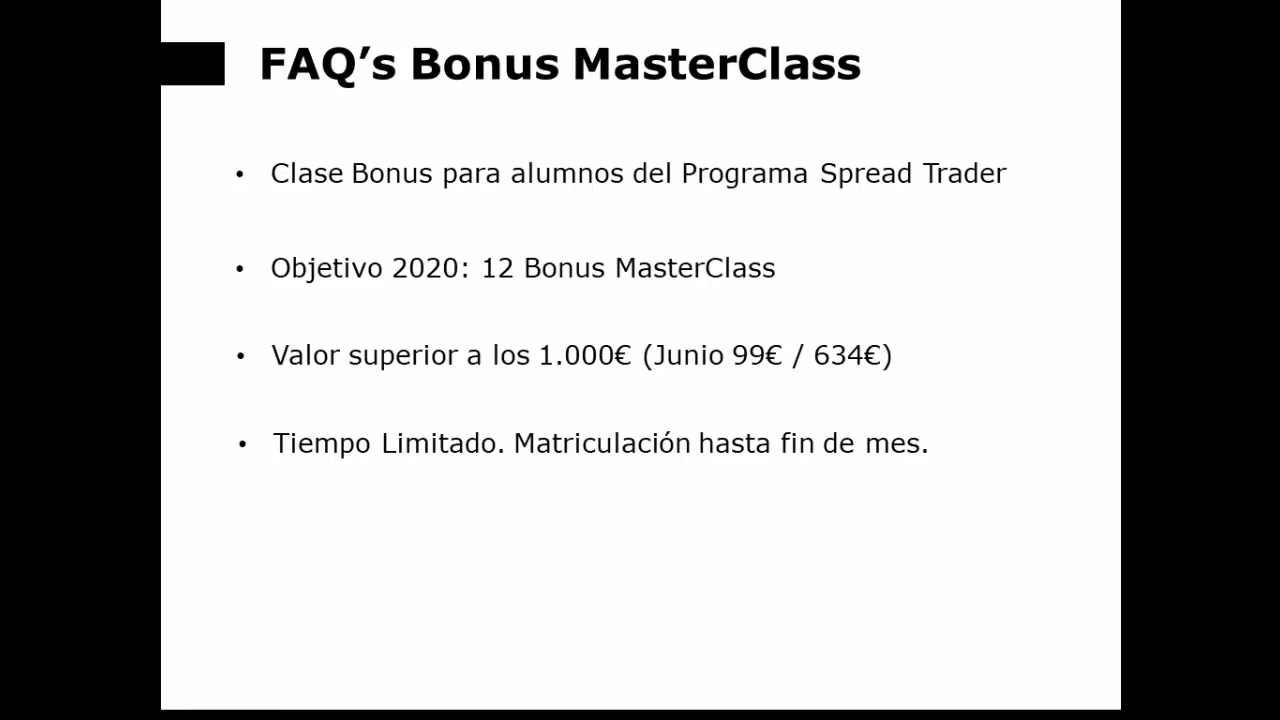 FAQ’s Bonus MasterClass
• Clase Bonus para alumnos del Programa Spread Trader
• Objetivo 2020: 12 Bonus MasterClass
• Valor superior a los 1.000€ (Junio 99€ / 634€)
• Tiempo Limitado. Matriculación hasta fin de mes.